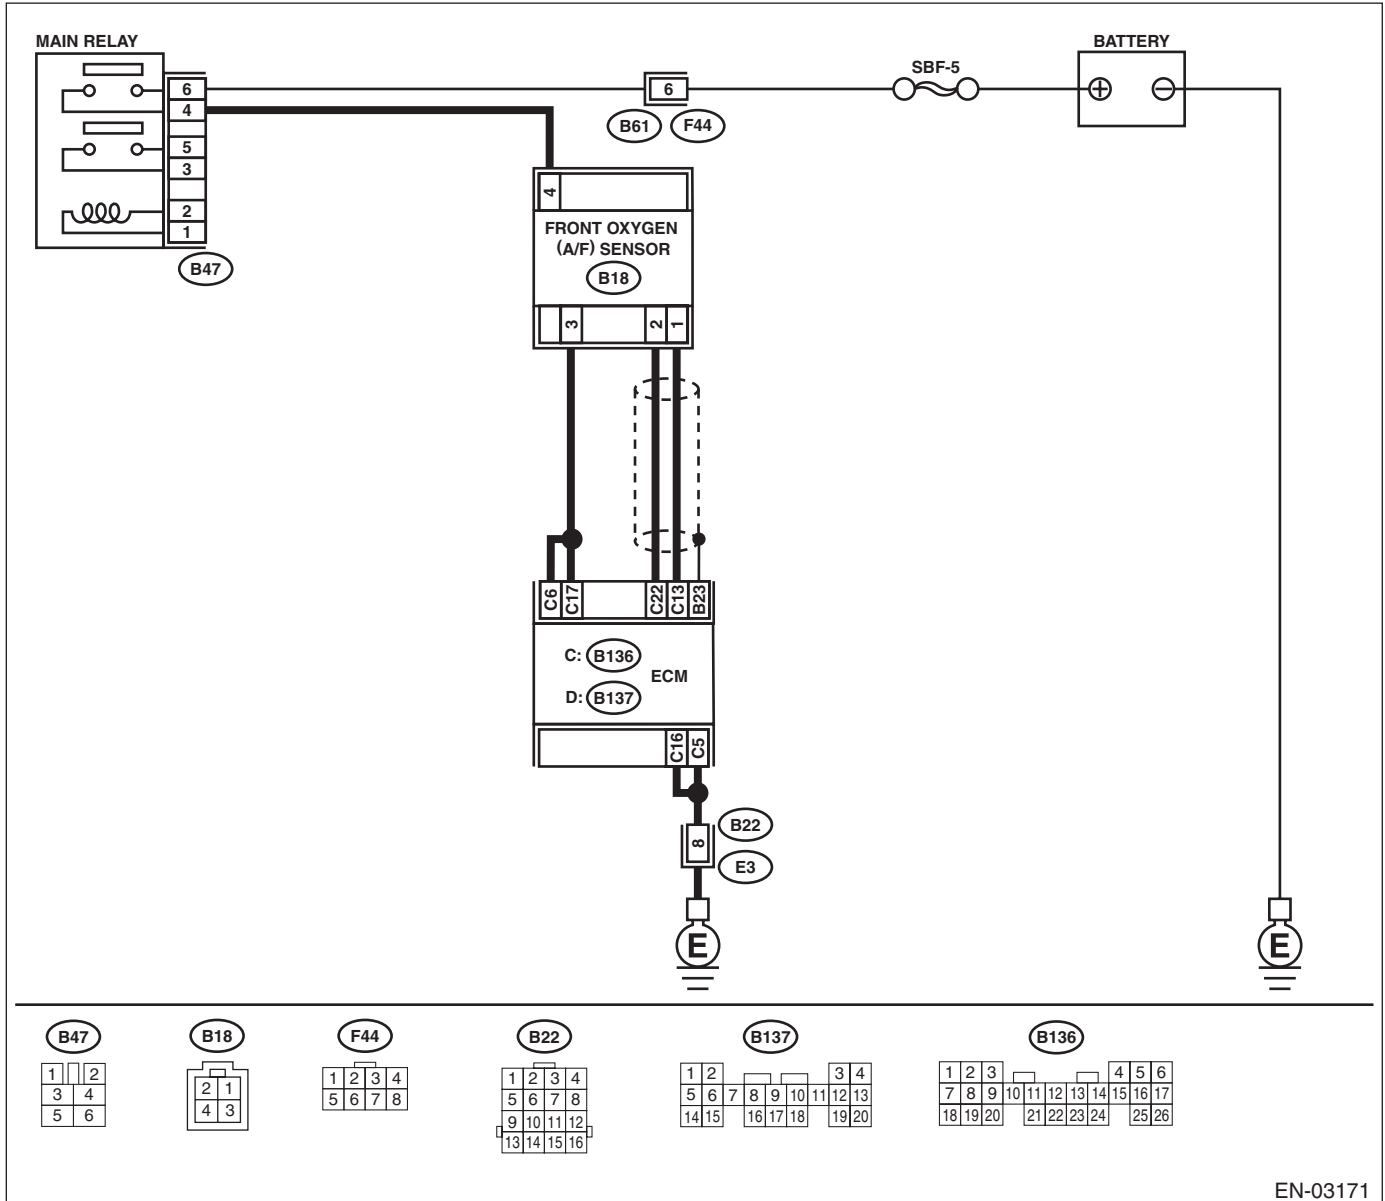 MAIN RELAY
BATTERY
SBF-5
6
4
5
3
2
1
B47
6
B61 F44
4
FRONT OXYGEN
(A/F) SENSOR
B18
3 2 1
C6 C17 C22 C13 B23
C: B136
ECM
D: B137
C16 C5
B22
8
E3
E E
B47 B18 F44 B22 B137 B136
1 2
3 4
5 6
2 1
4 3
1 2 3 4
5 6 7 8
1 2 3 4
5 6 7 8
9 10 11 12
13 14 15 16
1 2 3 4
5 6 7 8 9 10 11 12 13
14 15 16 17 18 19 20
1 2 3 4 5 6
7 8 9 10 11 12 13 14 15 16 17
18 19 20 21 22 23 24 25 26
EN-03171